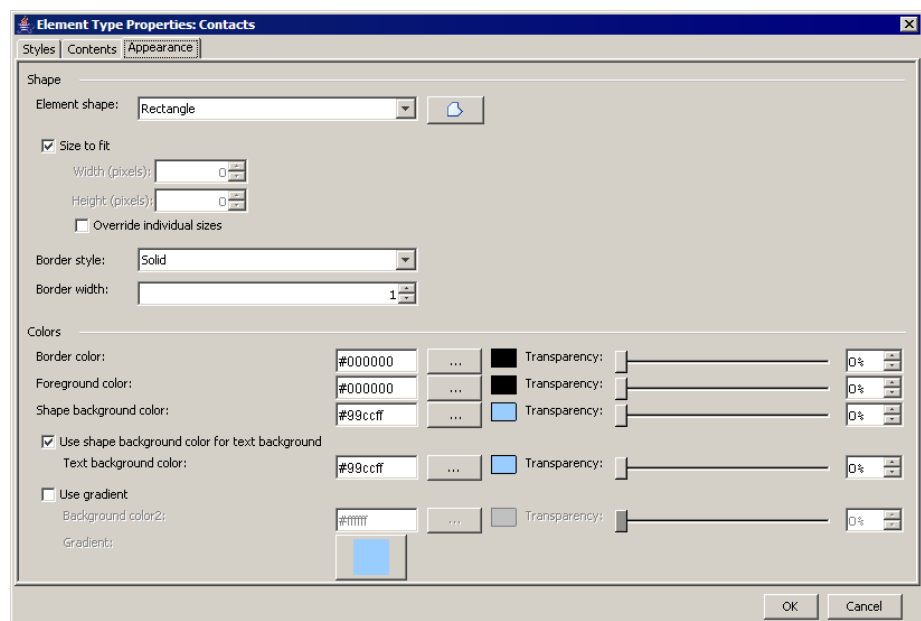 Element Type Properties: Contacts
Styles Contents Appearance
Shape
Element shape: Rectangle
Size to fit
Width (pixels): 0
Height (pixels): 0
Override individual sizes
Border style: Solid
Border width: 1
Colors
Border color: #000000 ... Transparency: 0%
Foreground color: #000000 ... Transparency: 0%
Shape background color: #99ccff ... Transparency: 0%
Use shape background color for text background
Text background color: #99ccff ... Transparency: 0%
Use gradient
Background color2: #ffffff ... Transparency: 0%
Gradient:
OK Cancel